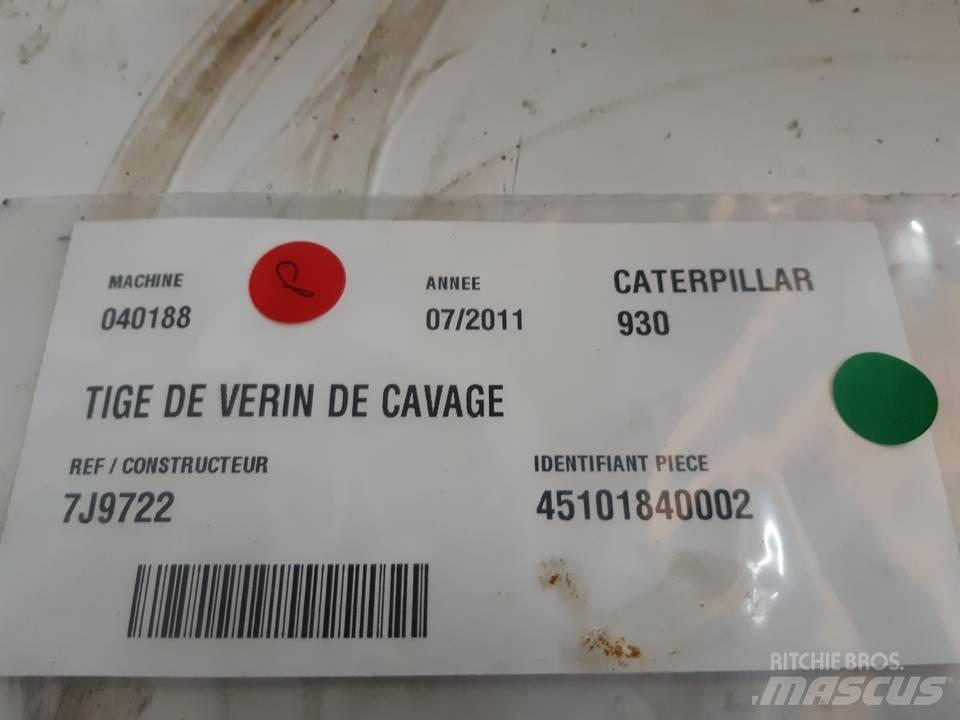 MACHINE
040188
ANNEE
07/2011
CATERPILLAR
930
TIGE DE VERIN DE CAVAGE
REF / CONSTRUCTEUR
7J9722
IDENTIFIANT PIECE
45101840002
RITCHIE BROS.
MASCUS